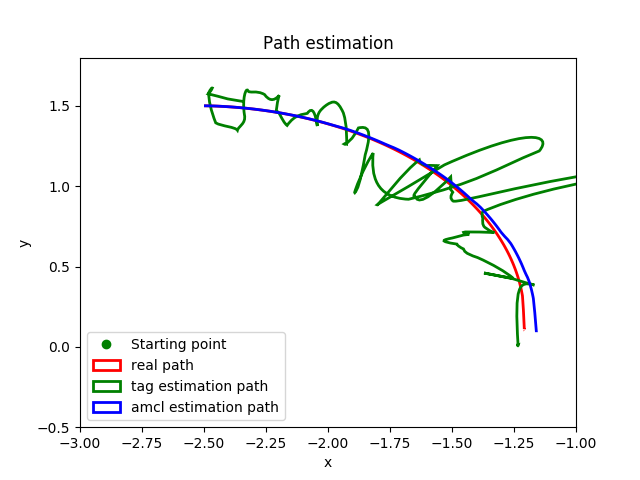 Path estimation
y
1.5
1.0
0.5
0.0
−0.5
Starting point
real path
tag estimation path
amcl estimation path
−3.00 −2.75 −2.50 −2.25 −2.00 −1.75 −1.50 −1.25 −1.00
x